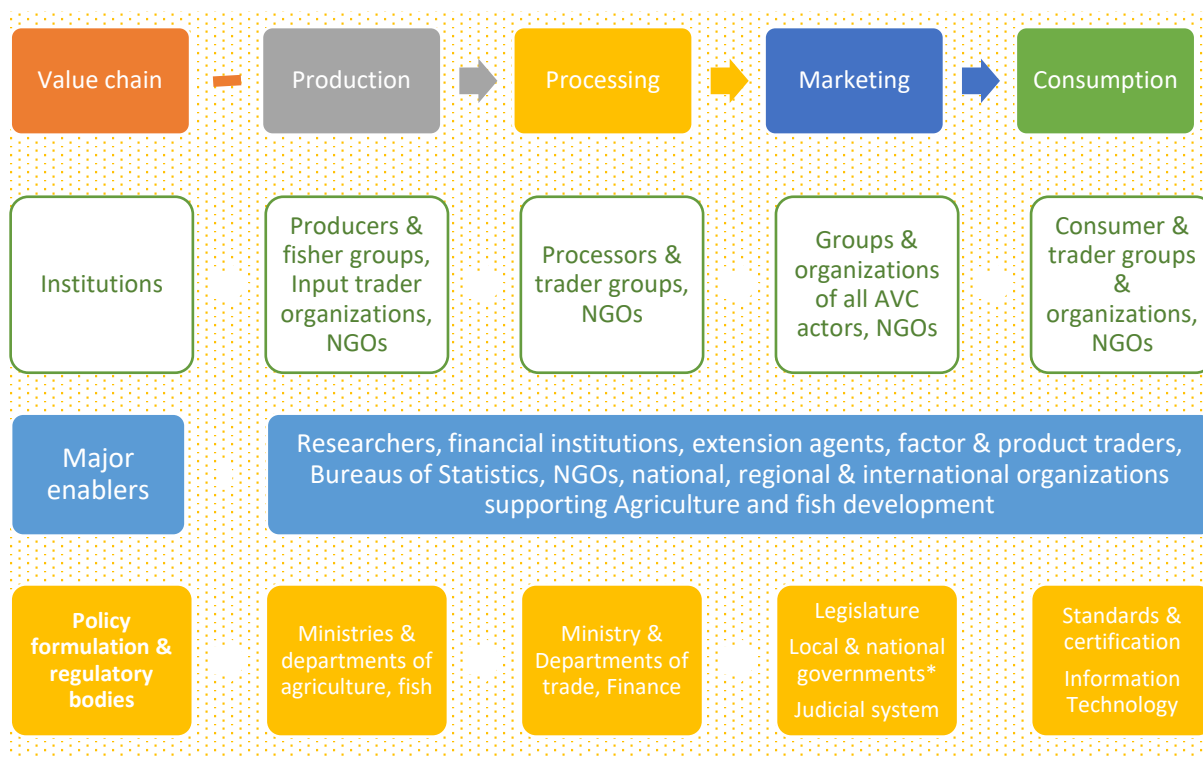 Value chain
Production
Processing
Marketing
Consumption
Institutions
Producers &
fisher groups,
Input trader
organizations,
NGOs
Processors &
trader groups,
NGOs
Groups &
organizations
of all AVC
actors, NGOs
Consumer &
trader groups
&
organizations,
NGOs
Major
enablers
Researchers, financial institutions, extension agents, factor & product traders,
Bureaus of Statistics, NGOs, national, regional & international organizations
supporting Agriculture and fish development
Policy
formulation &
regulatory
bodies
Ministries &
departments of
agriculture, fish
Ministry &
Departments of
trade, Finance
Legislature
Local & national
governments*
Judicial system
Standards &
certification
Information
Technology